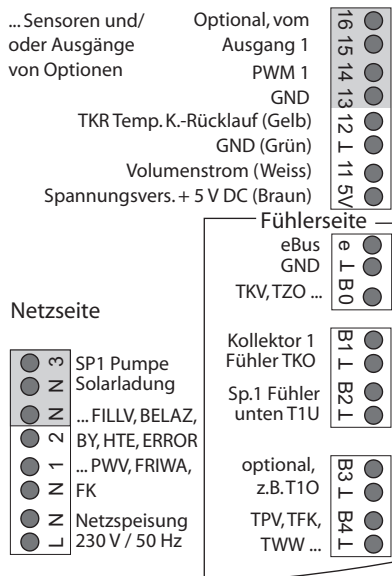 ... Sensoren und/
oder Ausgänge
von Optionen
Optional, vom
Ausgang 1
PWM 1
GND
TKR Temp. K.-Rücklauf (Gelb)
GND (Grün)
Volumenstrom (Weiss)
Spannungsvers. + 5 V DC (Braun)
16
15
14
13
12
⊥
11
5V
Fühlerseite
eBus
GND
TKV, TZO ...
e
⊥
B0
Kollektor 1
Fühler TKO
Sp.1 Fühler
unten T1U
B1
⊥
B2
⊥
optional,
z.B. T1O
TPV, TFK,
TWW ...
B3
⊥
B4
⊥
Netzseite
3
N
N
2
1
N
N
L
SP1 Pumpe
Solarladung
... FILLV, BELAZ,
BY, HTE, ERROR
... PWV, FRIWA,
FK
Netzspeisung
230 V / 50 Hz